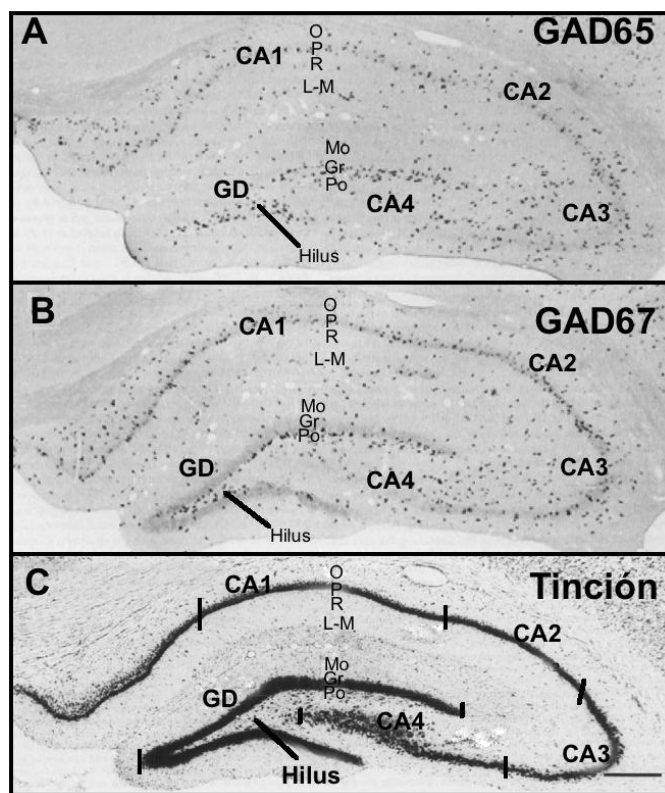 A
GAD65
O
P
R
L-M
CA1
CA2
Mo
Gr
Po
GD
CA4
CA3
Hilus
B
GAD67
O
P
R
L-M
CA1
CA2
Mo
Gr
Po
GD
CA4
CA3
Hilus
C
Tinción
O
P
R
L-M
CA1
CA2
Mo
Gr
Po
GD
CA4
CA3
Hilus